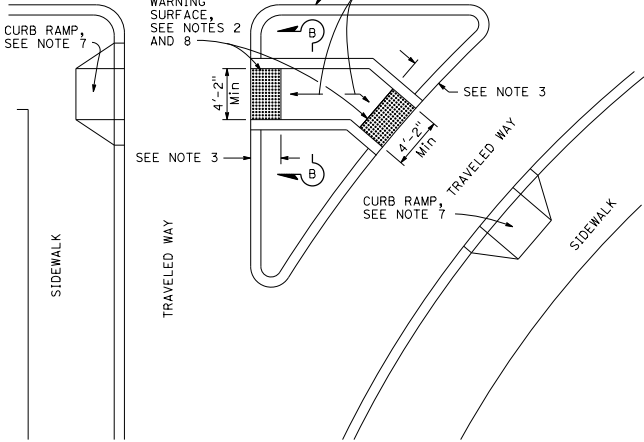 WARNING
SURFACE,
SEE NOTES 2
AND 8
CURB RAMP,
SEE NOTE 7
B
4'-2"
Min
SEE NOTE 3
SEE NOTE 3
B
4'-2"
Min
TRAVELED WAY
CURB RAMP,
SEE NOTE 7
SIDEWALK
TRAVELED WAY
SIDEWALK